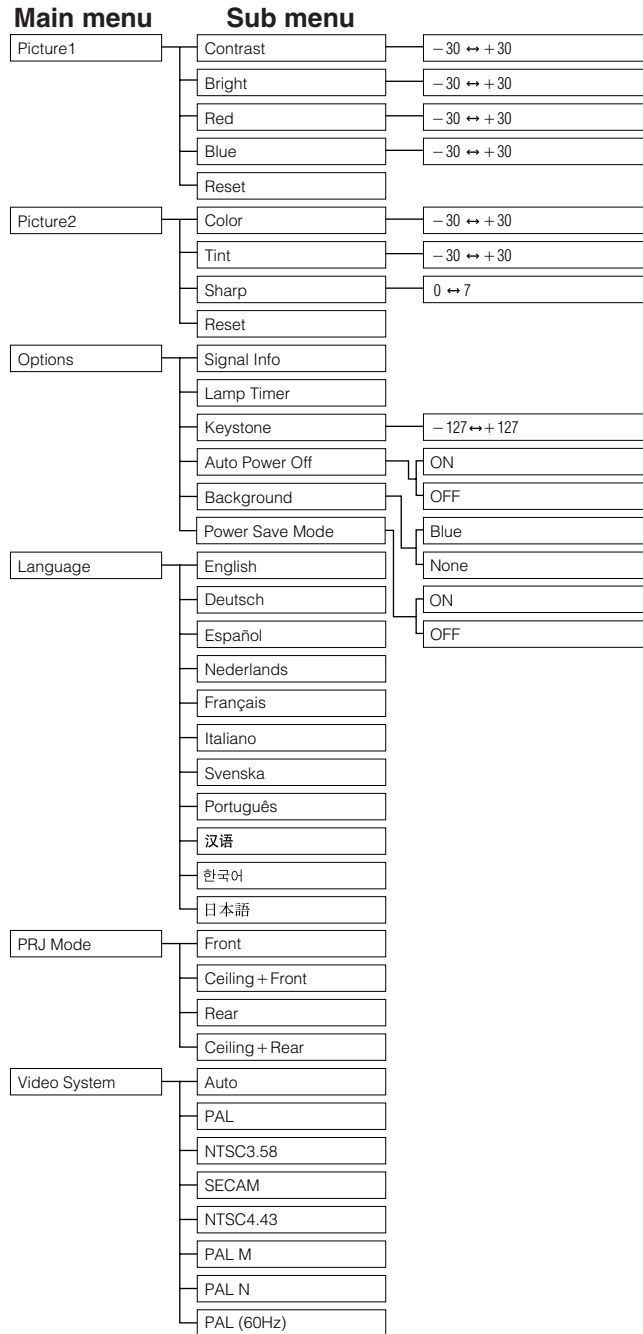 Main menu Sub menu
Picture1 Contrast −30 ↔ +30
Bright −30 ↔ +30
Red −30 ↔ +30
Blue −30 ↔ +30
Reset
Picture2 Color −30 ↔ +30
Tint −30 ↔ +30
Sharp 0 ↔ 7
Reset
Options Signal Info
Lamp Timer
Keystone −127 ↔ +127
Auto Power Off ON
Background OFF
Power Save Mode Blue
Language English None
Deutsch ON
Español OFF
Nederlands
Français
Italiano
Svenska
Português
汉语
한국어
日本語
PRJ Mode Front
Ceiling+Front
Rear
Ceiling+Rear
Video System Auto
PAL
NTSC3.58
SECAM
NTSC4.43
PAL M
PAL N
PAL (60Hz)